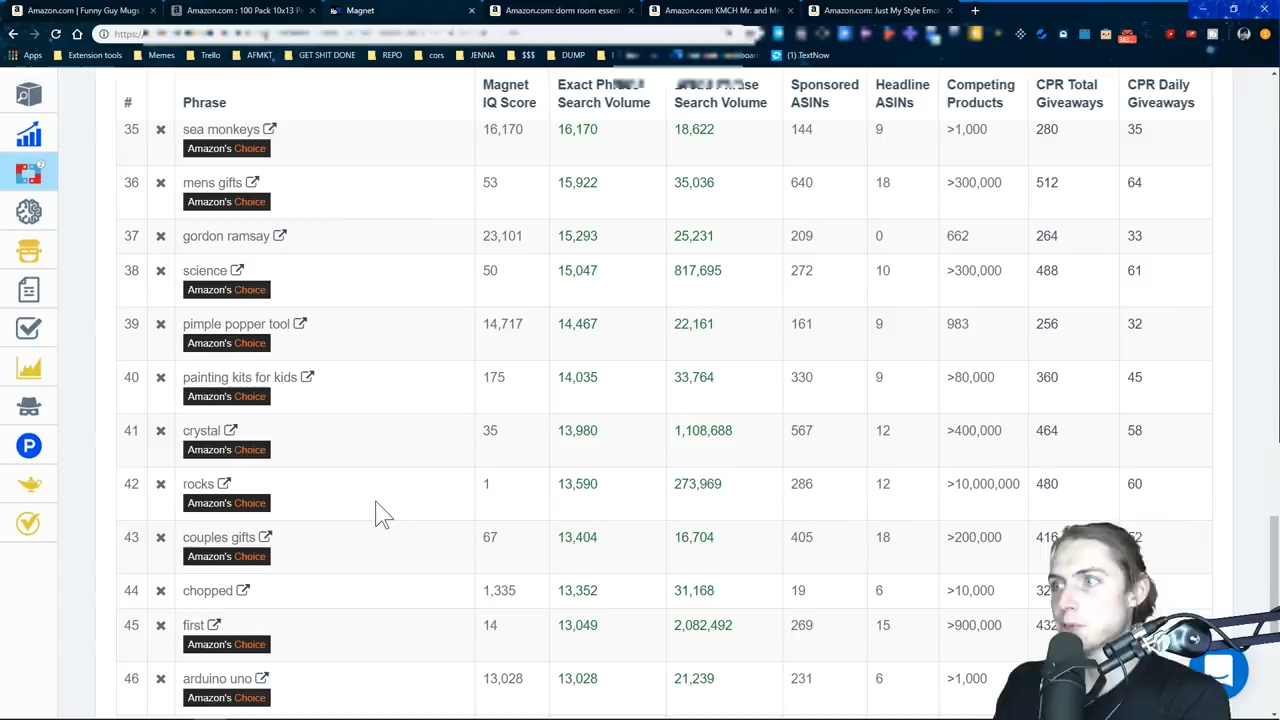 Amazon.com | Funny Guy Mugs
Amazon.com : 100 Pack 10x13 P
Magnet
Amazon.com: dorm room essent
Amazon.com: KMCH Mr. and M
Amazon.com: Just My Style Emo
https://
Apps
Extension tools
Memes
Trello
AFMKT
GET SHIT DONE
REPO
cors
JENNA
$$$
DUMP
(1) TextNow
# Phrase Magnet IQ Score Exact Search Volume Search Volume Sponsored ASINs Headline ASINs Competing Products CPR Total Giveaways CPR Daily Giveaways
35 sea monkeys 16,170 16,170 18,622 144 9 >1,000 280 35
Amazon's Choice
36 mens gifts 53 15,922 35,036 640 18 >300,000 512 64
Amazon's Choice
37 gordon ramsay 23,101 15,293 25,231 209 0 662 264 33
38 science 50 15,047 817,695 272 10 >300,000 488 61
Amazon's Choice
39 pimple popper tool 14,717 14,467 22,161 161 9 983 256 32
Amazon's Choice
40 painting kits for kids 175 14,035 33,764 330 9 >80,000 360 45
Amazon's Choice
41 crystal 35 13,980 1,108,688 567 12 >400,000 464 58
Amazon's Choice
42 rocks 1 13,590 273,969 286 12 >10,000,000 480 60
Amazon's Choice
43 couples gifts 67 13,404 16,704 405 18 >200,000 416
Amazon's Choice
44 chopped 1,335 13,352 31,168 19 6 >10,000
45 first 14 13,049 2,082,492 269 15 >900,000 432
Amazon's Choice
46 arduino uno 13,028 13,028 21,239 231 6 >1,000
Amazon's Choice